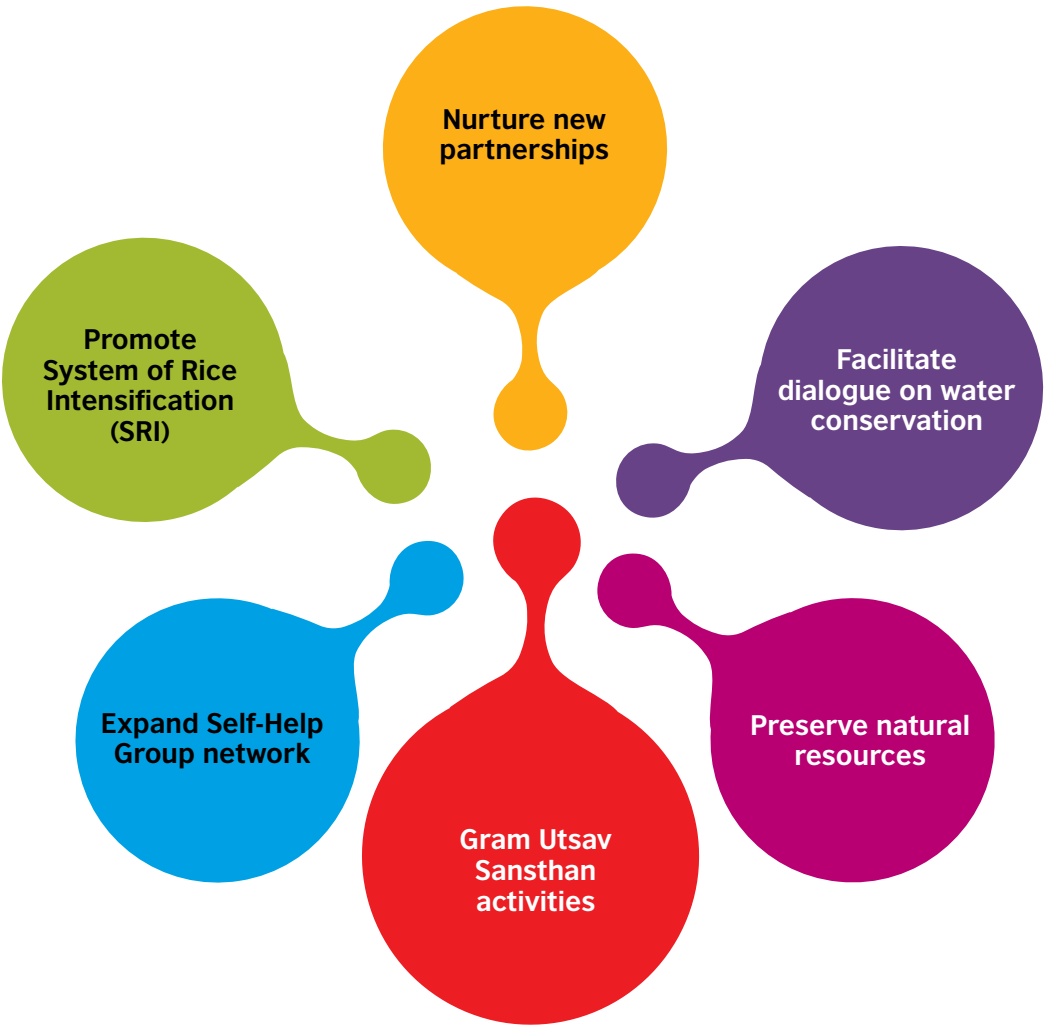 Nurture new
partnerships
Promote
System of Rice
Intensification
(SRI)
Facilitate
dialogue on water
conservation
Expand Self-Help
Group network
Preserve natural
resources
Gram Utsav
Sansthan
activities